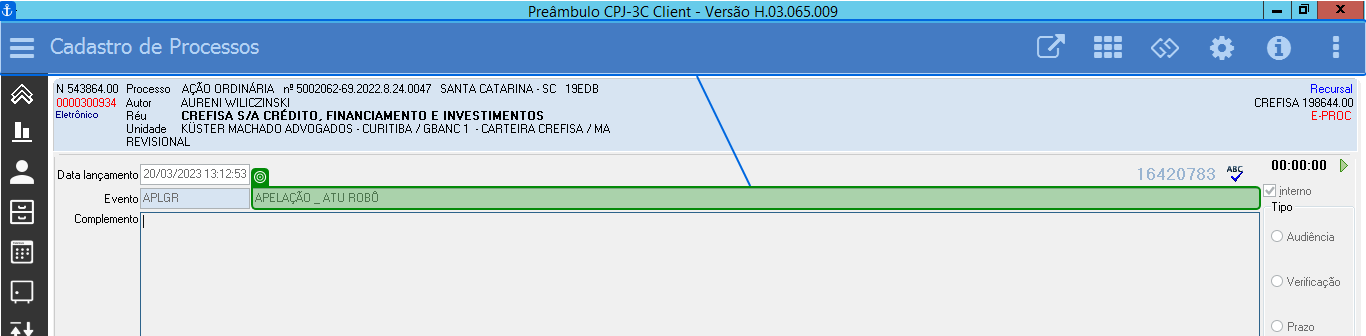 Preâmbulo CPJ-3C Client - Versão H.03.065.009
Cadastro de Processos
N 543864.00 Processo AÇÃO ORDINÁRIA nº 5002062-69.2022.8.24.0047 SANTA CATARINA - SC 19EDB Recursal
0000300934 Autor AURENI WILICZINSKI CREFISA 198644.00
Eletrônico Réu CREFISA S/A CRÉDITO, FINANCIAMENTO E INVESTIMENTOS E-PROC
Unidade KÜSTER MACHADO ADVOGADOS - CURITIBA / GBANC 1 - CARTEIRA CREFISA / MA
REVISIONAL
Data lançamento 20/03/2023 13:12:53 16420783 ABC 00:00:00
Evento APLGR APELAÇÃO _ ATU ROBÔ interno
Complemento Tipo
Audiência
Verificação
Prazo